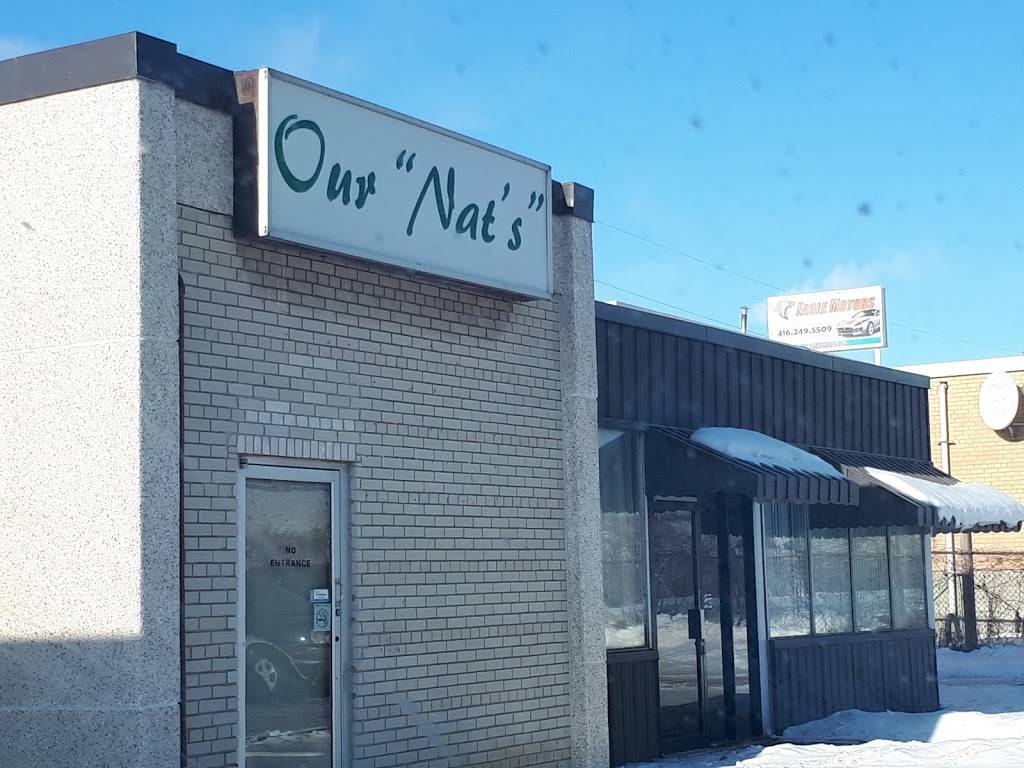 Our “Nat's”
EAGLE MOTORS
416.249.5509
NO
ENTRANCE